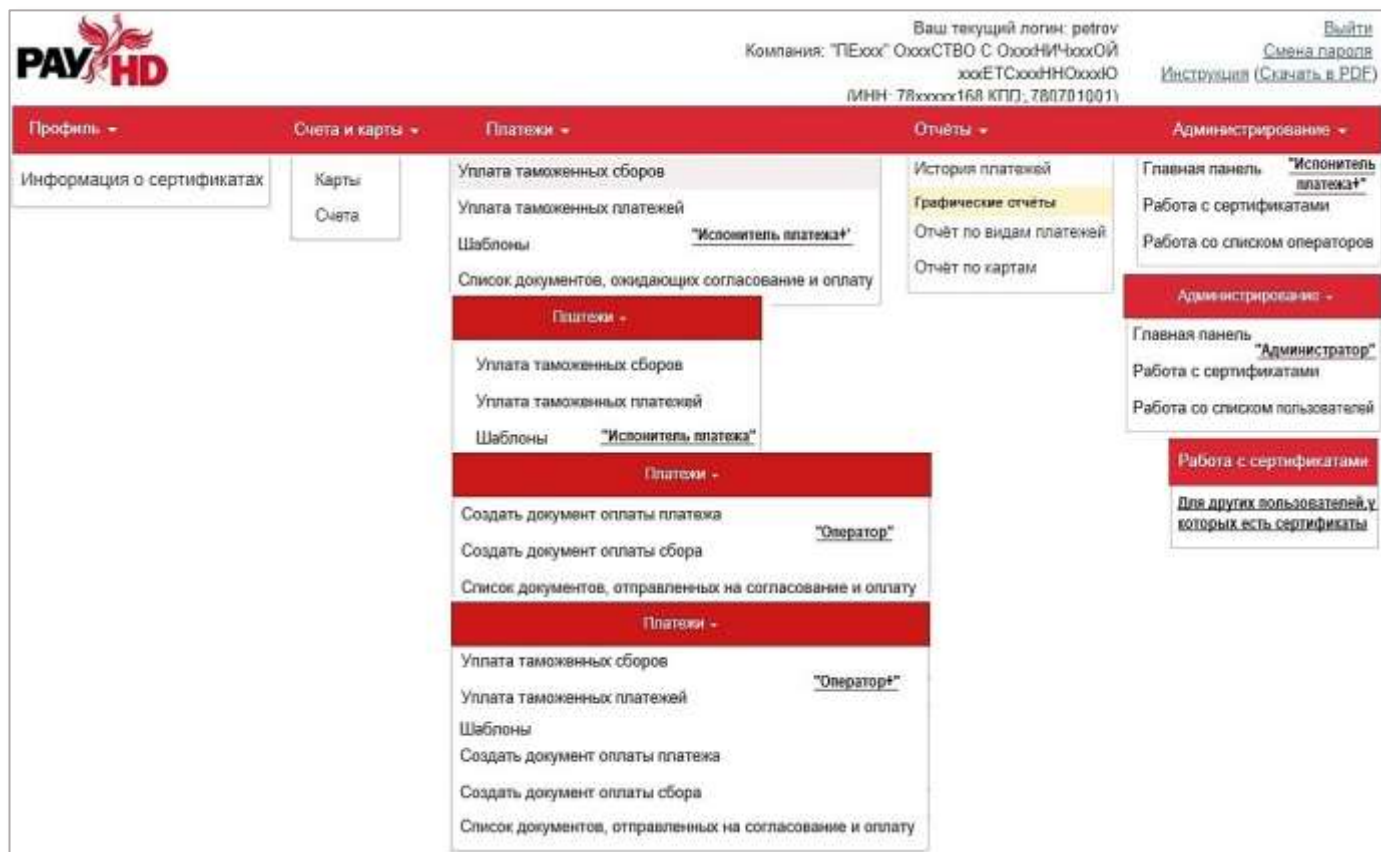 PAY HD
Ваш текущий логин: petrov
Компания: "ПЕxxx" ОxxxСТВО С ОxxxНИЧxxxОЙ
xxxЕТСxxxННОxxxЮ
(ИНН: 78xxxxx168 КПП: 780701001)
Выйти
Смена пароля
Инструкция (Скачать в PDF)
Профиль
Счета и карты
Платежи
Отчёты
Администрирование
Информация о сертификатах
Карты
Счета
Уплата таможенных сборов
Уплата таможенных платежей
"Испонитель платежа+"
Шаблоны
Список документов, ожидающих согласование и оплату
История платежей
Графические отчёты
Отчёт по видам платежей
Отчёт по картам
Главная панель
"Испонитель
платежа+"
Работа с сертификатами
Работа со списком операторов
Администрирование
Главная панель
"Администратор"
Работа с сертификатами
Работа со списком пользователей
Работа с сертификатами
Для других пользователей,у
которых есть сертификаты
Платежи
Уплата таможенных сборов
Уплата таможенных платежей
Шаблоны "Испонитель платежа"
Платежи
Создать документ оплаты платежа
"Оператор"
Создать документ оплаты сбора
Список документов, отправленных на согласование и оплату
Платежи
Уплата таможенных сборов
"Оператор+"
Уплата таможенных платежей
Шаблоны
Создать документ оплаты платежа
Создать документ оплаты сбора
Список документов, отправленных на согласование и оплату